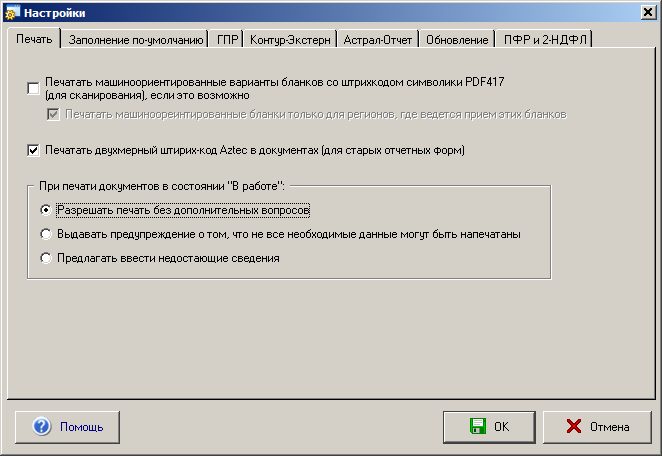 Настройки
Печать
Заполнение по-умолчанию
ГПР
Контур-Экстерн
Астрал-Отчет
Обновление
ПФР и 2-НДФЛ
Печатать машиноориентированные варианты бланков со штрихкодом символики PDF417
(для сканирования), если это возможно
Печатать машиноориентированные бланки только для регионов, где ведется прием этих бланков
Печатать двухмерный штирих-код Aztec в документах (для старых отчетных форм)
При печати документов в состоянии "В работе":
Разрешать печать без дополнительных вопросов
Выдавать предупреждение о том, что не все необходимые данные могут быть напечатаны
Предлагать ввести недостающие сведения
Помощь
OK
Отмена